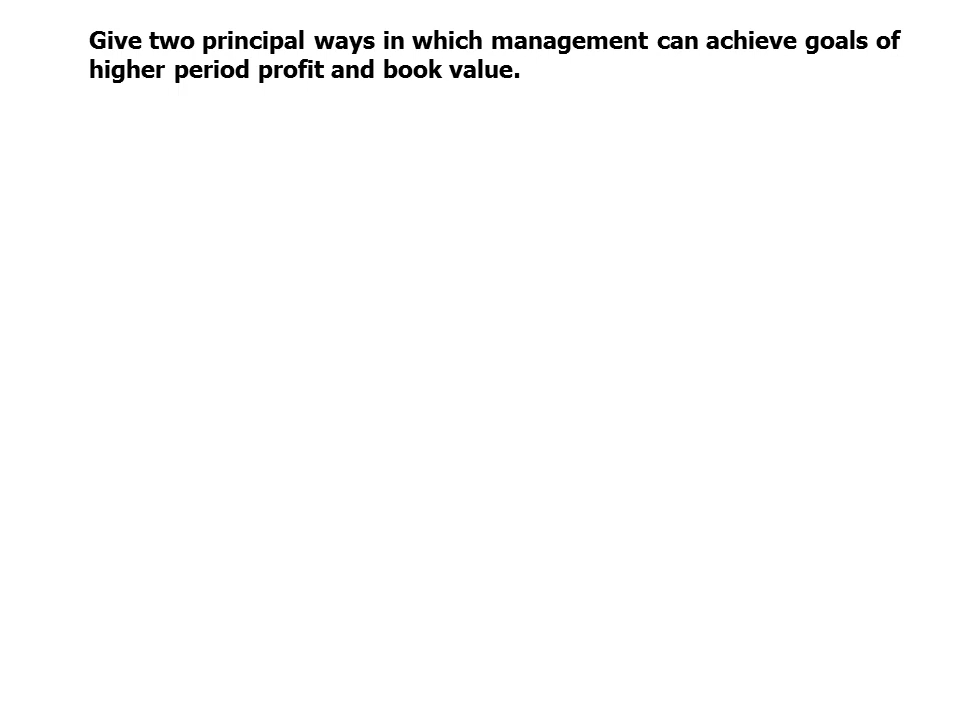 Give two principal ways in which management can achieve goals of
higher period profit and book value.